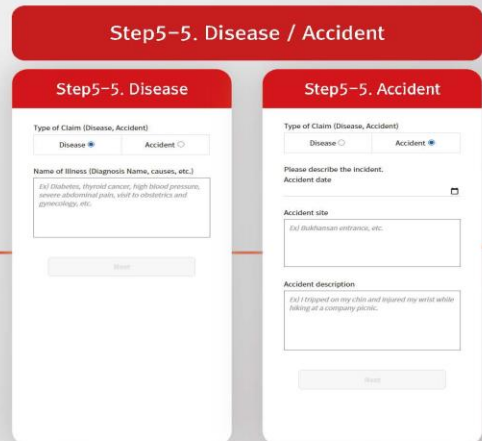 Step5-5. Disease / Accident
Step5-5. Disease
Type of Claim (Disease, Accident)
Disease
Accident
Name of Illness (Diagnosis Name, causes, etc.)
Ex) Diabetes, thyroid cancer, high blood pressure,
severe abdominal pain, visit to obstetrics and
gynecology, etc.
Next
Step5-5. Accident
Type of Claim (Disease, Accident)
Disease
Accident
Please describe the incident.
Accident date
Accident site
Ex) Bukhansan entrance, etc.
Accident description
Ex) I tripped on my chin and injured my wrist while
hiking at a company picnic.
Next